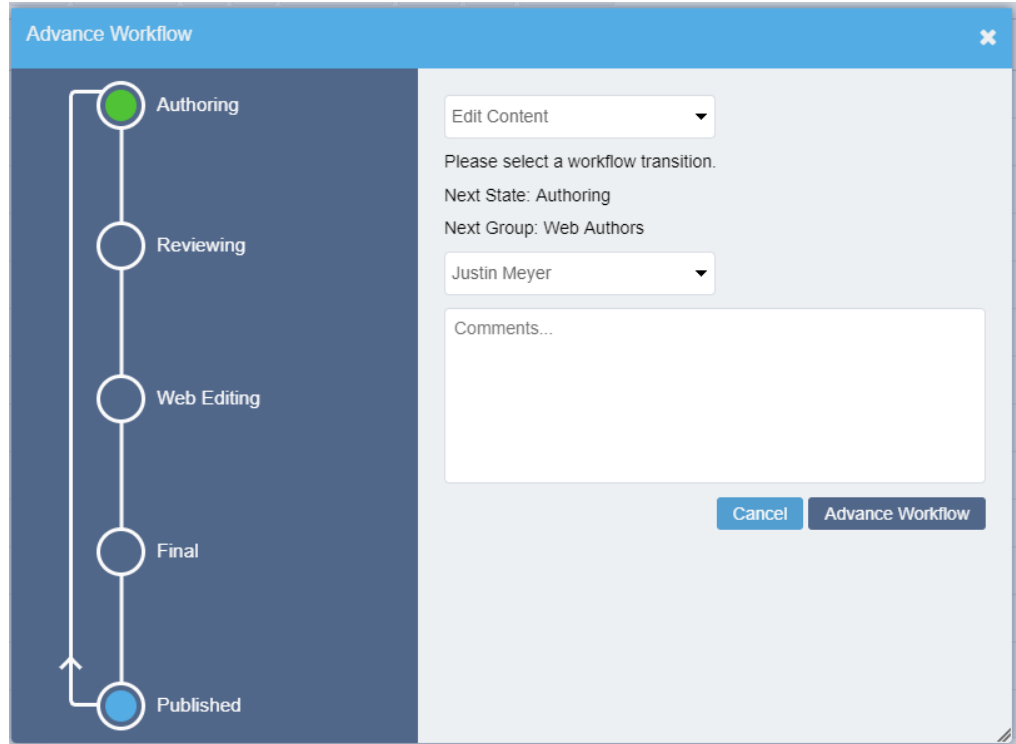 Advance Workflow
Authoring
Reviewing
Web Editing
Final
Published
Edit Content
Please select a workflow transition.
Next State: Authoring
Next Group: Web Authors
Justin Meyer
Comments...
Cancel
Advance Workflow